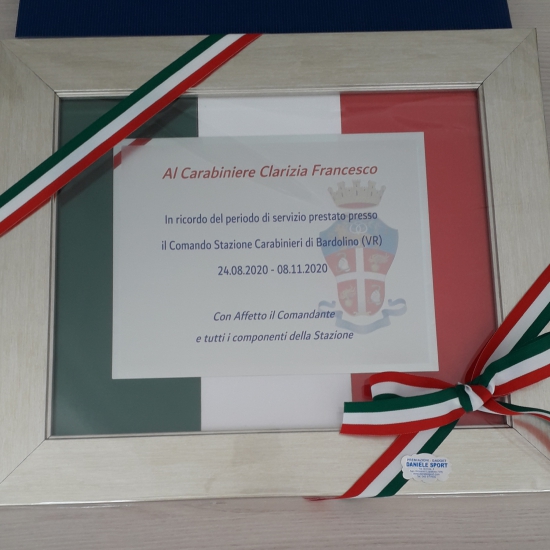 Al Carabiniere Clarizia Francesco
In ricordo del periodo di servizio prestato presso
il Comando Stazione Carabinieri di Bardolino (VR)
24.08.2020 - 08.11.2020
Con Affetto il Comandante
e tutti i componenti della Stazione
DANIELE SPORT